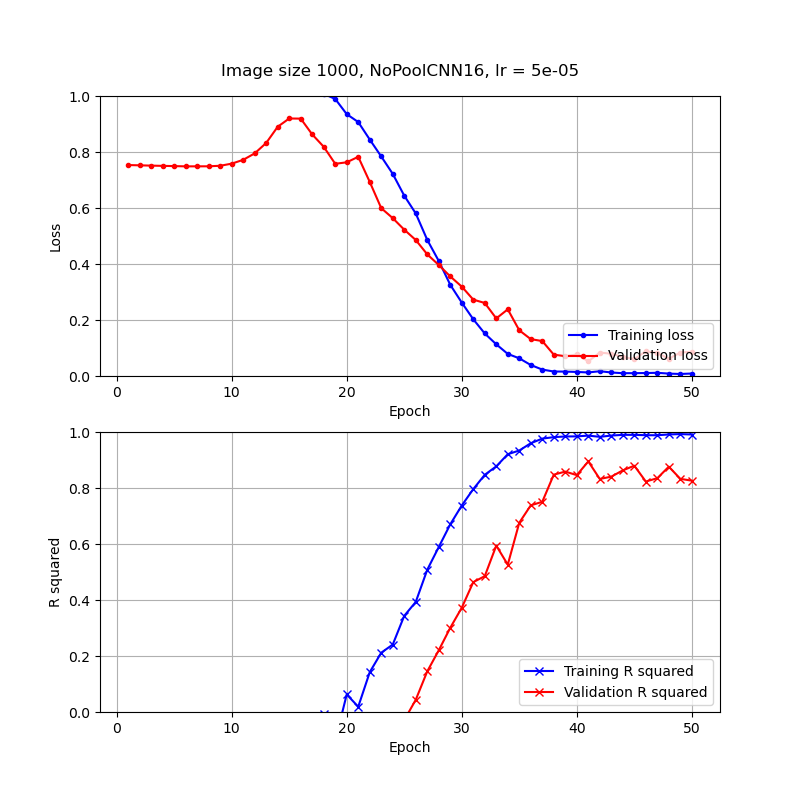 Image size 1000, NoPoolCNN16, lr = 5e-05
1.0
0.8
0.6
0.4
0.2
0.0
Loss
Training loss
Validation loss
0 10 20 30 40 50
Epoch
1.0
0.8
0.6
0.4
0.2
0.0
R squared
Training R squared
Validation R squared
0 10 20 30 40 50
Epoch